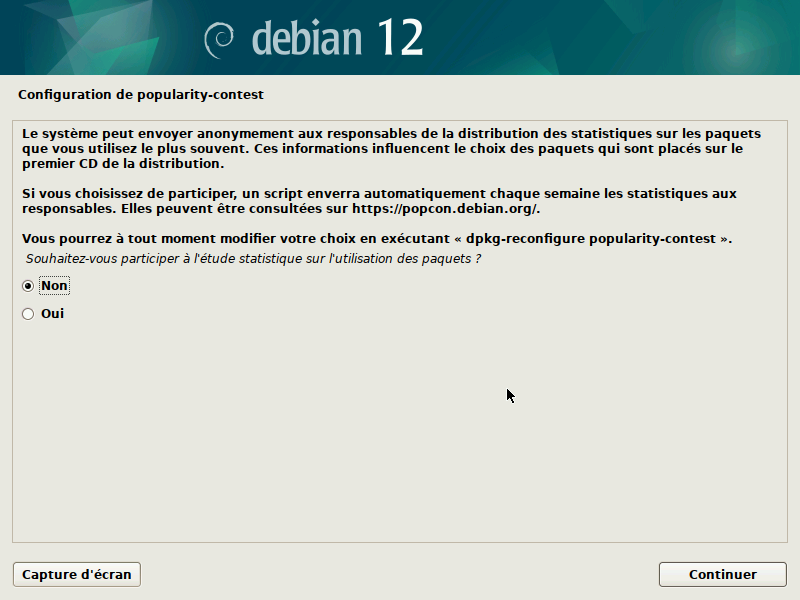 debian 12
Configuration de popularity-contest
Le système peut envoyer anonymement aux responsables de la distribution des statistiques sur les paquets
que vous utilisez le plus souvent. Ces informations influencent le choix des paquets qui sont placés sur le
premier CD de la distribution.
Si vous choisissez de participer, un script enverra automatiquement chaque semaine les statistiques aux
responsables. Elles peuvent être consultées sur https://popcon.debian.org/.
Vous pourrez à tout moment modifier votre choix en exécutant « dpkg-reconfigure popularity-contest ».
Souhaitez-vous participer à l'étude statistique sur l'utilisation des paquets ?
Non
Oui
Capture d'écran
Continuer